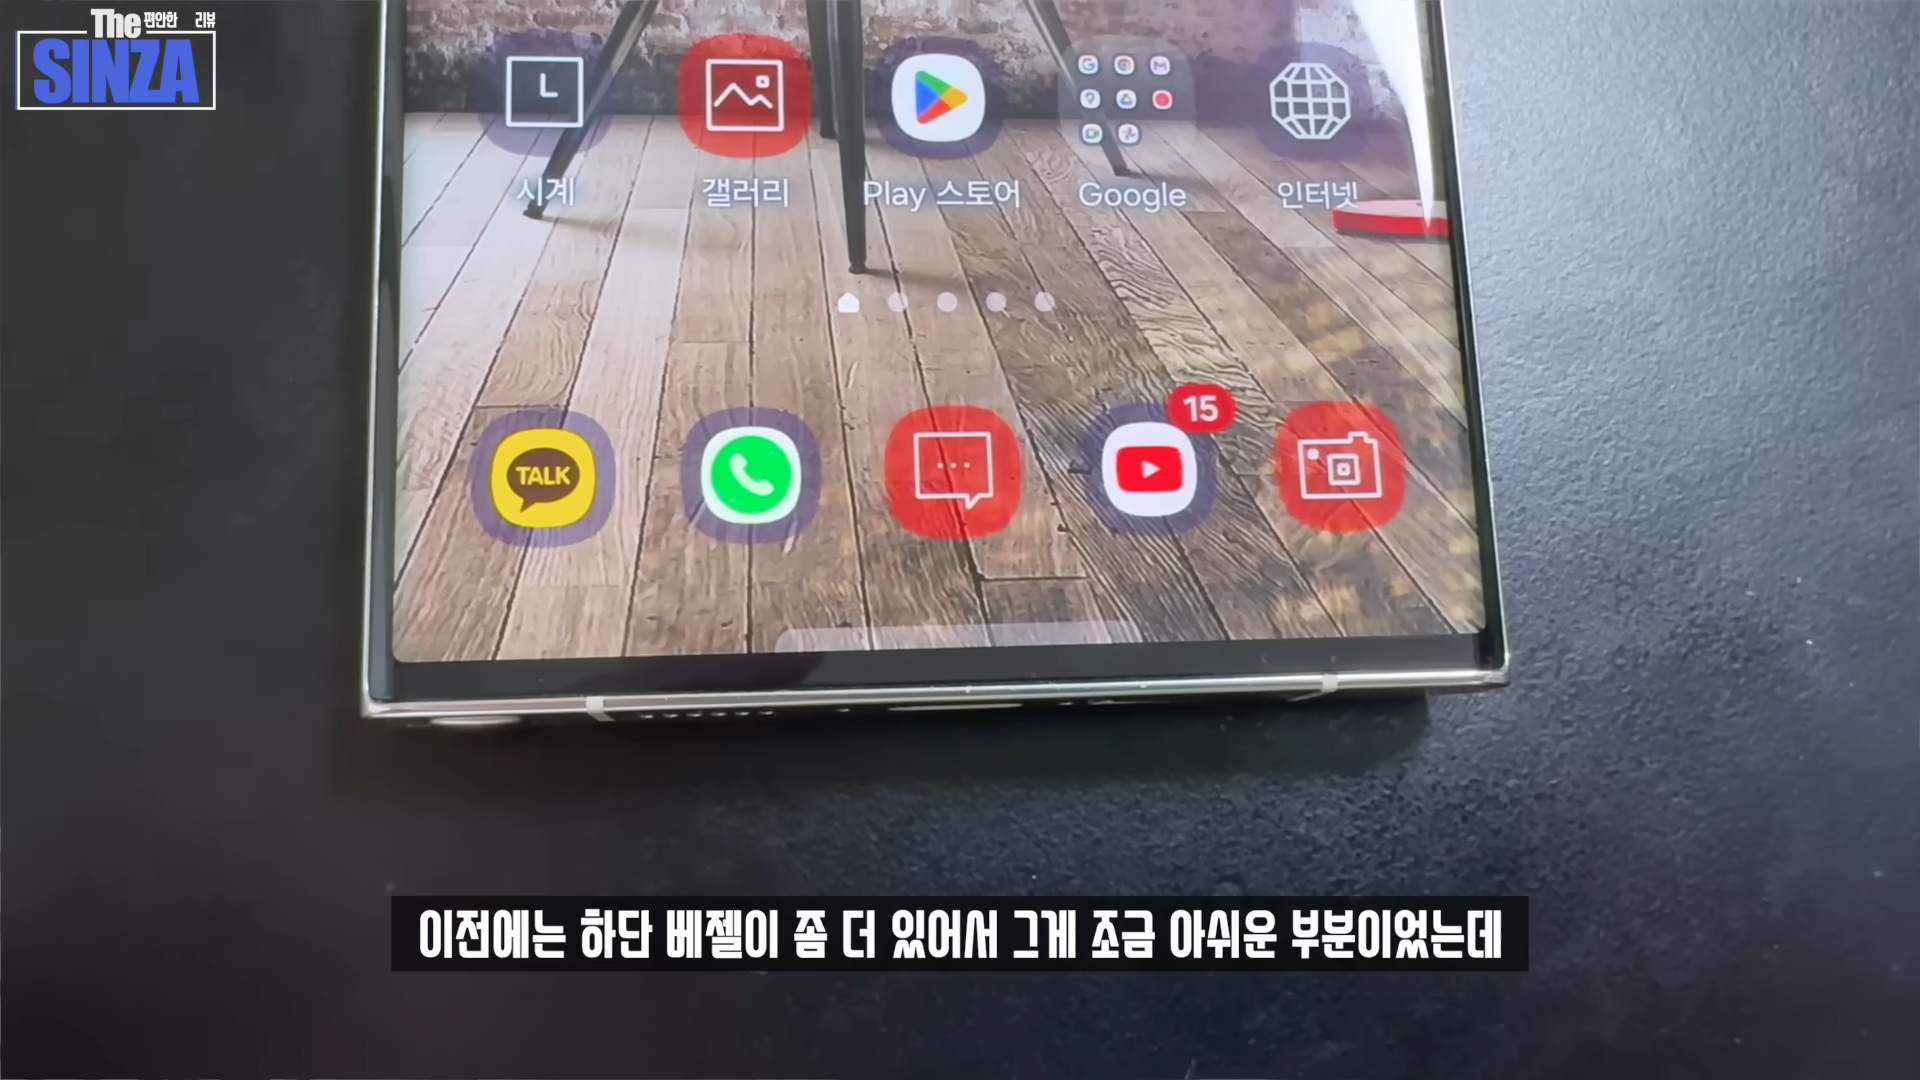 The 편안한 리뷰
SINZA
시계
갤러리
Play 스토어
Google
인터넷
15
TALK
이전에는 하단 베젤이 좀 더 있어서 그게 조금 아쉬운 부분이었는데